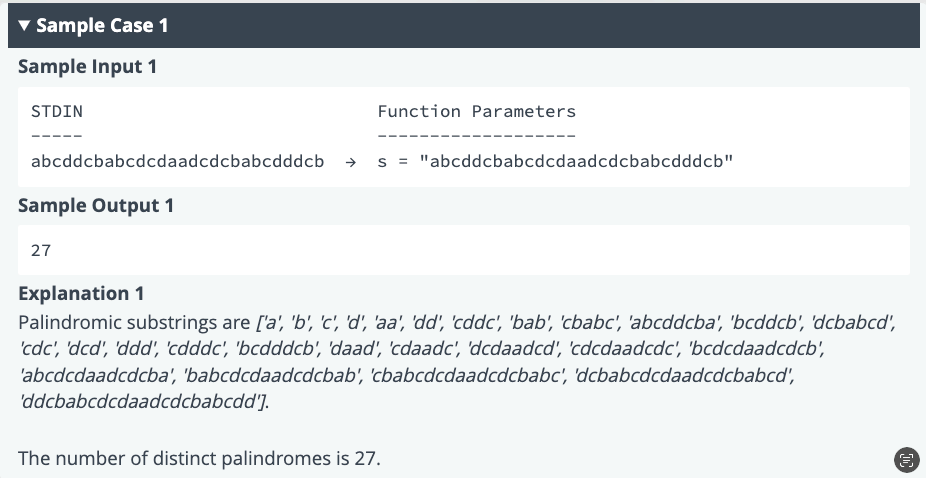 ▼ Sample Case 1
Sample Input 1
STDIN Function Parameters
----- -------------------
abcddcbabcdcdaadcdcbabcdddcb → s = "abcddcbabcdcdaadcdcbabcdddcb"
Sample Output 1
27
Explanation 1
Palindromic substrings are ['a', 'b', 'c', 'd', 'aa', 'dd', 'cddc', 'bab', 'cbabc', 'abcddcba', 'bcddcb', 'dcbabcd',
'cdc', 'dcd', 'ddd', 'cdddc', 'bcdddcb', 'daad', 'cdaadc', 'dcdaadcd', 'cdcdaadcdc', 'bcdcdaadcdcb',
'abcdcdaadcdcba', 'babcdcdaadcdcbab', 'cbabcdcdaadcdcbabc', 'dcbabcdcdaadcdcbabcd',
'ddcbabcdcdaadcdcbabcdd'].
The number of distinct palindromes is 27.